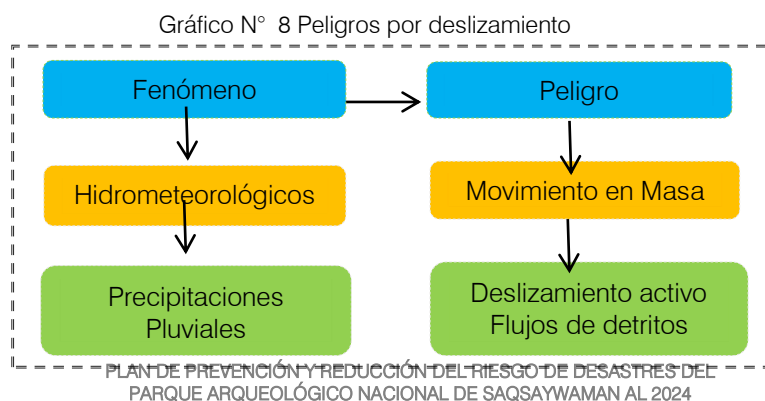 Gráfico N° 8 Peligros por deslizamiento
Fenómeno
Peligro
Hidrometeorológicos
Movimiento en Masa
Precipitaciones
Pluviales
Deslizamiento activo
Flujos de detritos
PLAN DE PREVENCIÓN Y REDUCCIÓN DEL RIESGO DE DESASTRES DEL
PARQUE ARQUEOLÓGICO NACIONAL DE SAQSAYWAMAN AL 2024